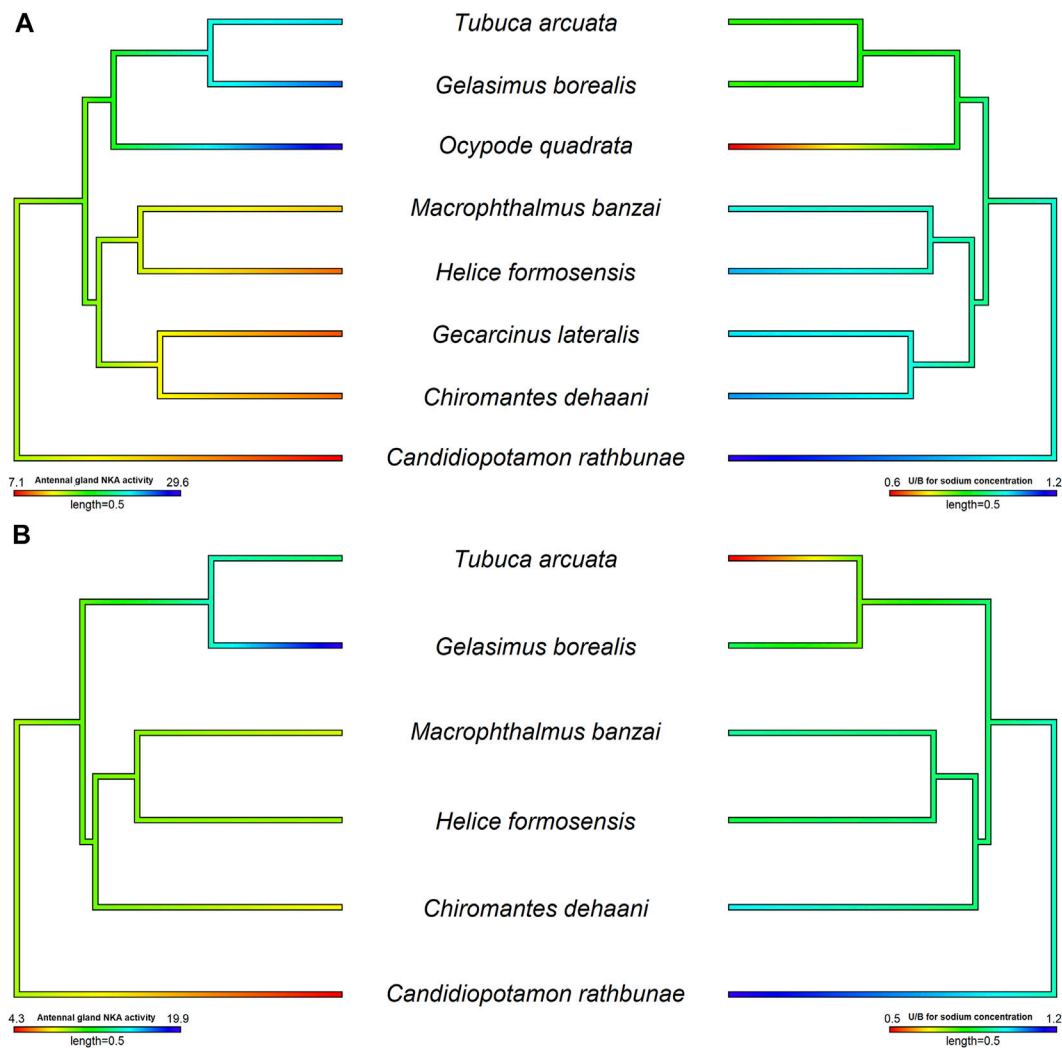 A
Tubuca arcuata
Gelasimus borealis
Ocypode quadrata
Macrophthalmus banzai
Helice formosensis
Gecarcinus lateralis
Chiromantes dehaani
Candidiopotamon rathbunae
7.1 Antennal gland NKA activity 29.6
length=0.5
0.6 U/B for sodium concentration 1.2
length=0.5
B
Tubuca arcuata
Gelasimus borealis
Macrophthalmus banzai
Helice formosensis
Chiromantes dehaani
Candidiopotamon rathbunae
4.3 Antennal gland NKA activity 19.9
length=0.5
0.5 U/B for sodium concentration 1.2
length=0.5